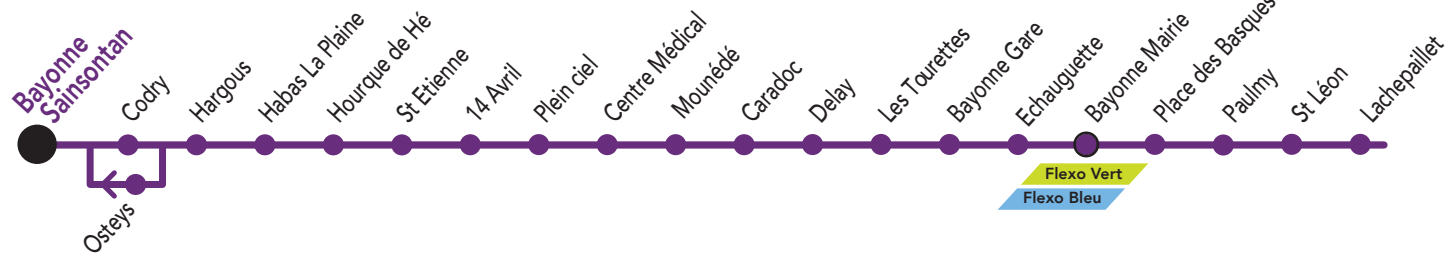 Bayonne
Sainsontan
Codry
Hargous
Habas La Plaine
Hourque de Hé
St Etienne
14 Avril
Plein ciel
Centre Médical
Mounédé
Caradoc
Delay
Les Tourettes
Bayonne Gare
Echauguette
Bayonne Mairie
Place des Basques
Paulmy
St Léon
Lachepaillet
Flexo Vert
Flexo Bleu
Osteys